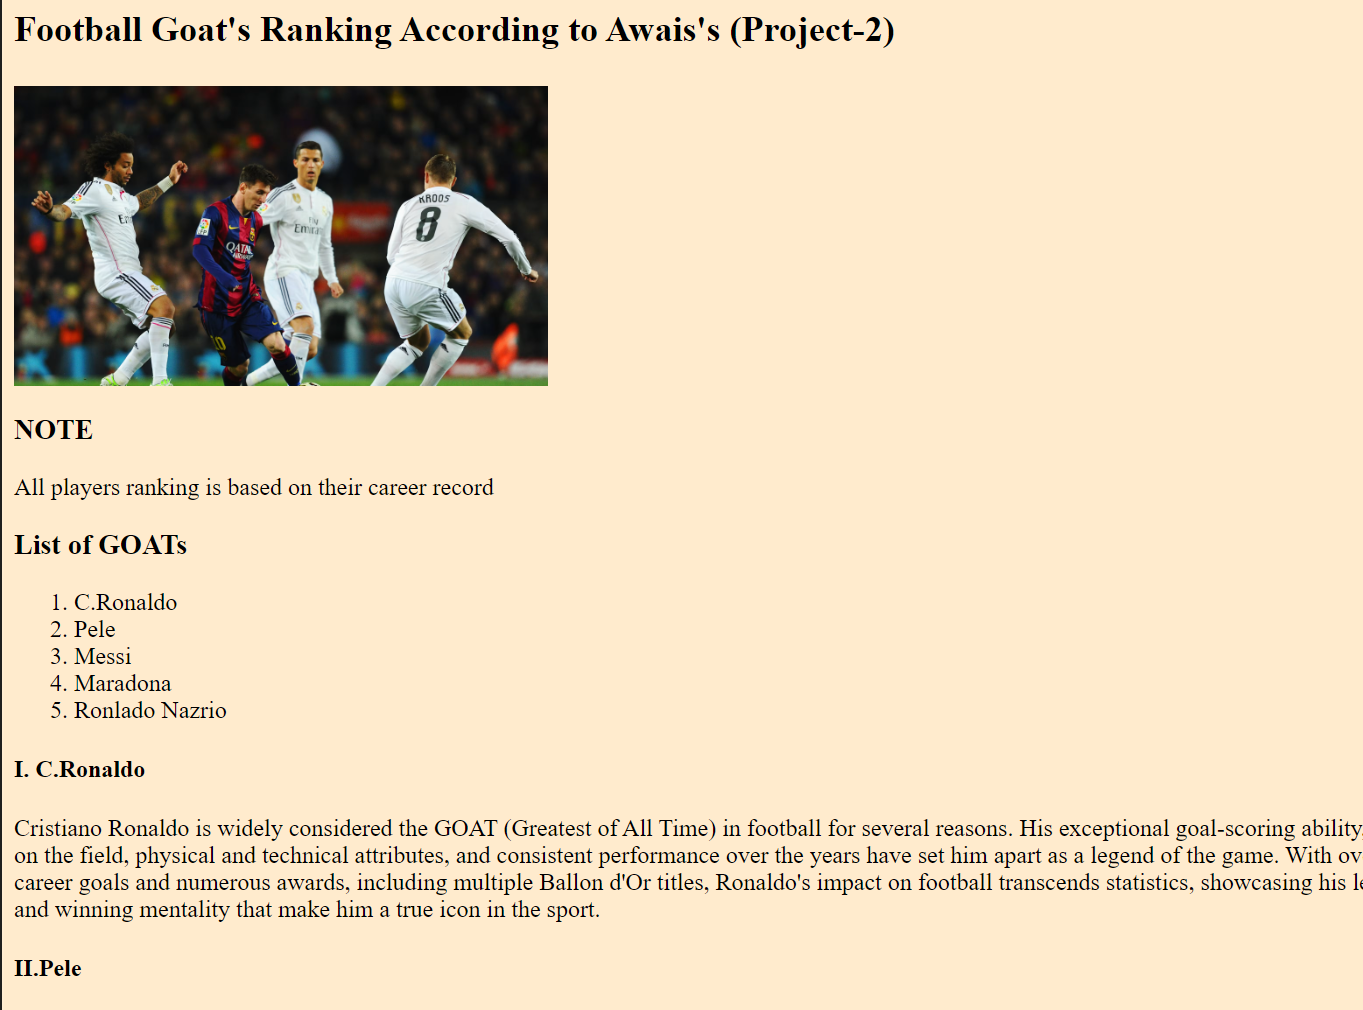 Football Goat's Ranking According to Awais's (Project-2)
KROOS
8
QATAR
AIRWAYS
10
Fly
Emirates
NOTE
All players ranking is based on their career record
List of GOATs
1. C.Ronaldo
2. Pele
3. Messi
4. Maradona
5. Ronlado Nazrio
I. C.Ronaldo
Cristiano Ronaldo is widely considered the GOAT (Greatest of All Time) in football for several reasons. His exceptional goal-scoring ability,
on the field, physical and technical attributes, and consistent performance over the years have set him apart as a legend of the game. With ov
career goals and numerous awards, including multiple Ballon d'Or titles, Ronaldo's impact on football transcends statistics, showcasing his le
and winning mentality that make him a true icon in the sport.
II.Pele